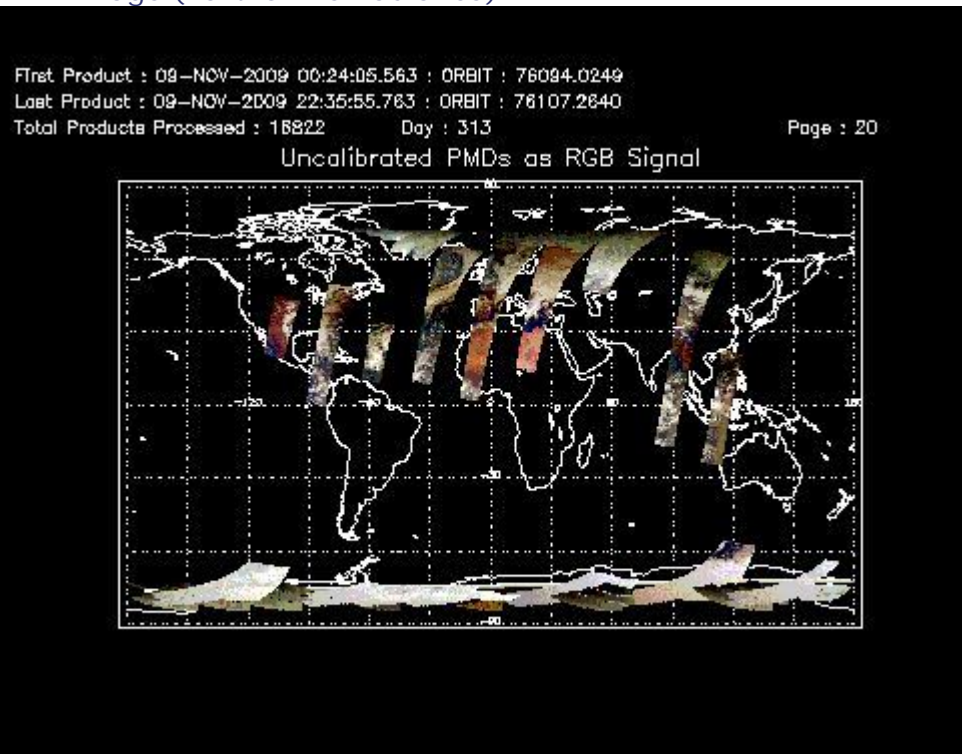 First Product : 09-NOV-2009 00:24:05.563 : ORBIT : 76094.0249
Last Product : 09-NOV-2009 22:35:55.763 : ORBIT : 76107.2640
Total Products Processed : 16822 Day : 313 Page : 20
Uncalibrated PMDs as RGB Signal